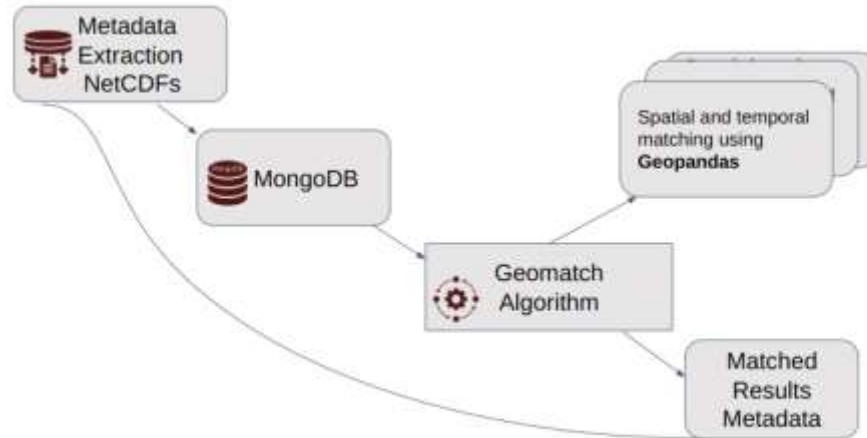 Metadata
Extraction
NetCDFs
MongoDB
Spatial and temporal
matching using
Geopandas
Geomatch
Algorithm
Matched
Results
Metadata